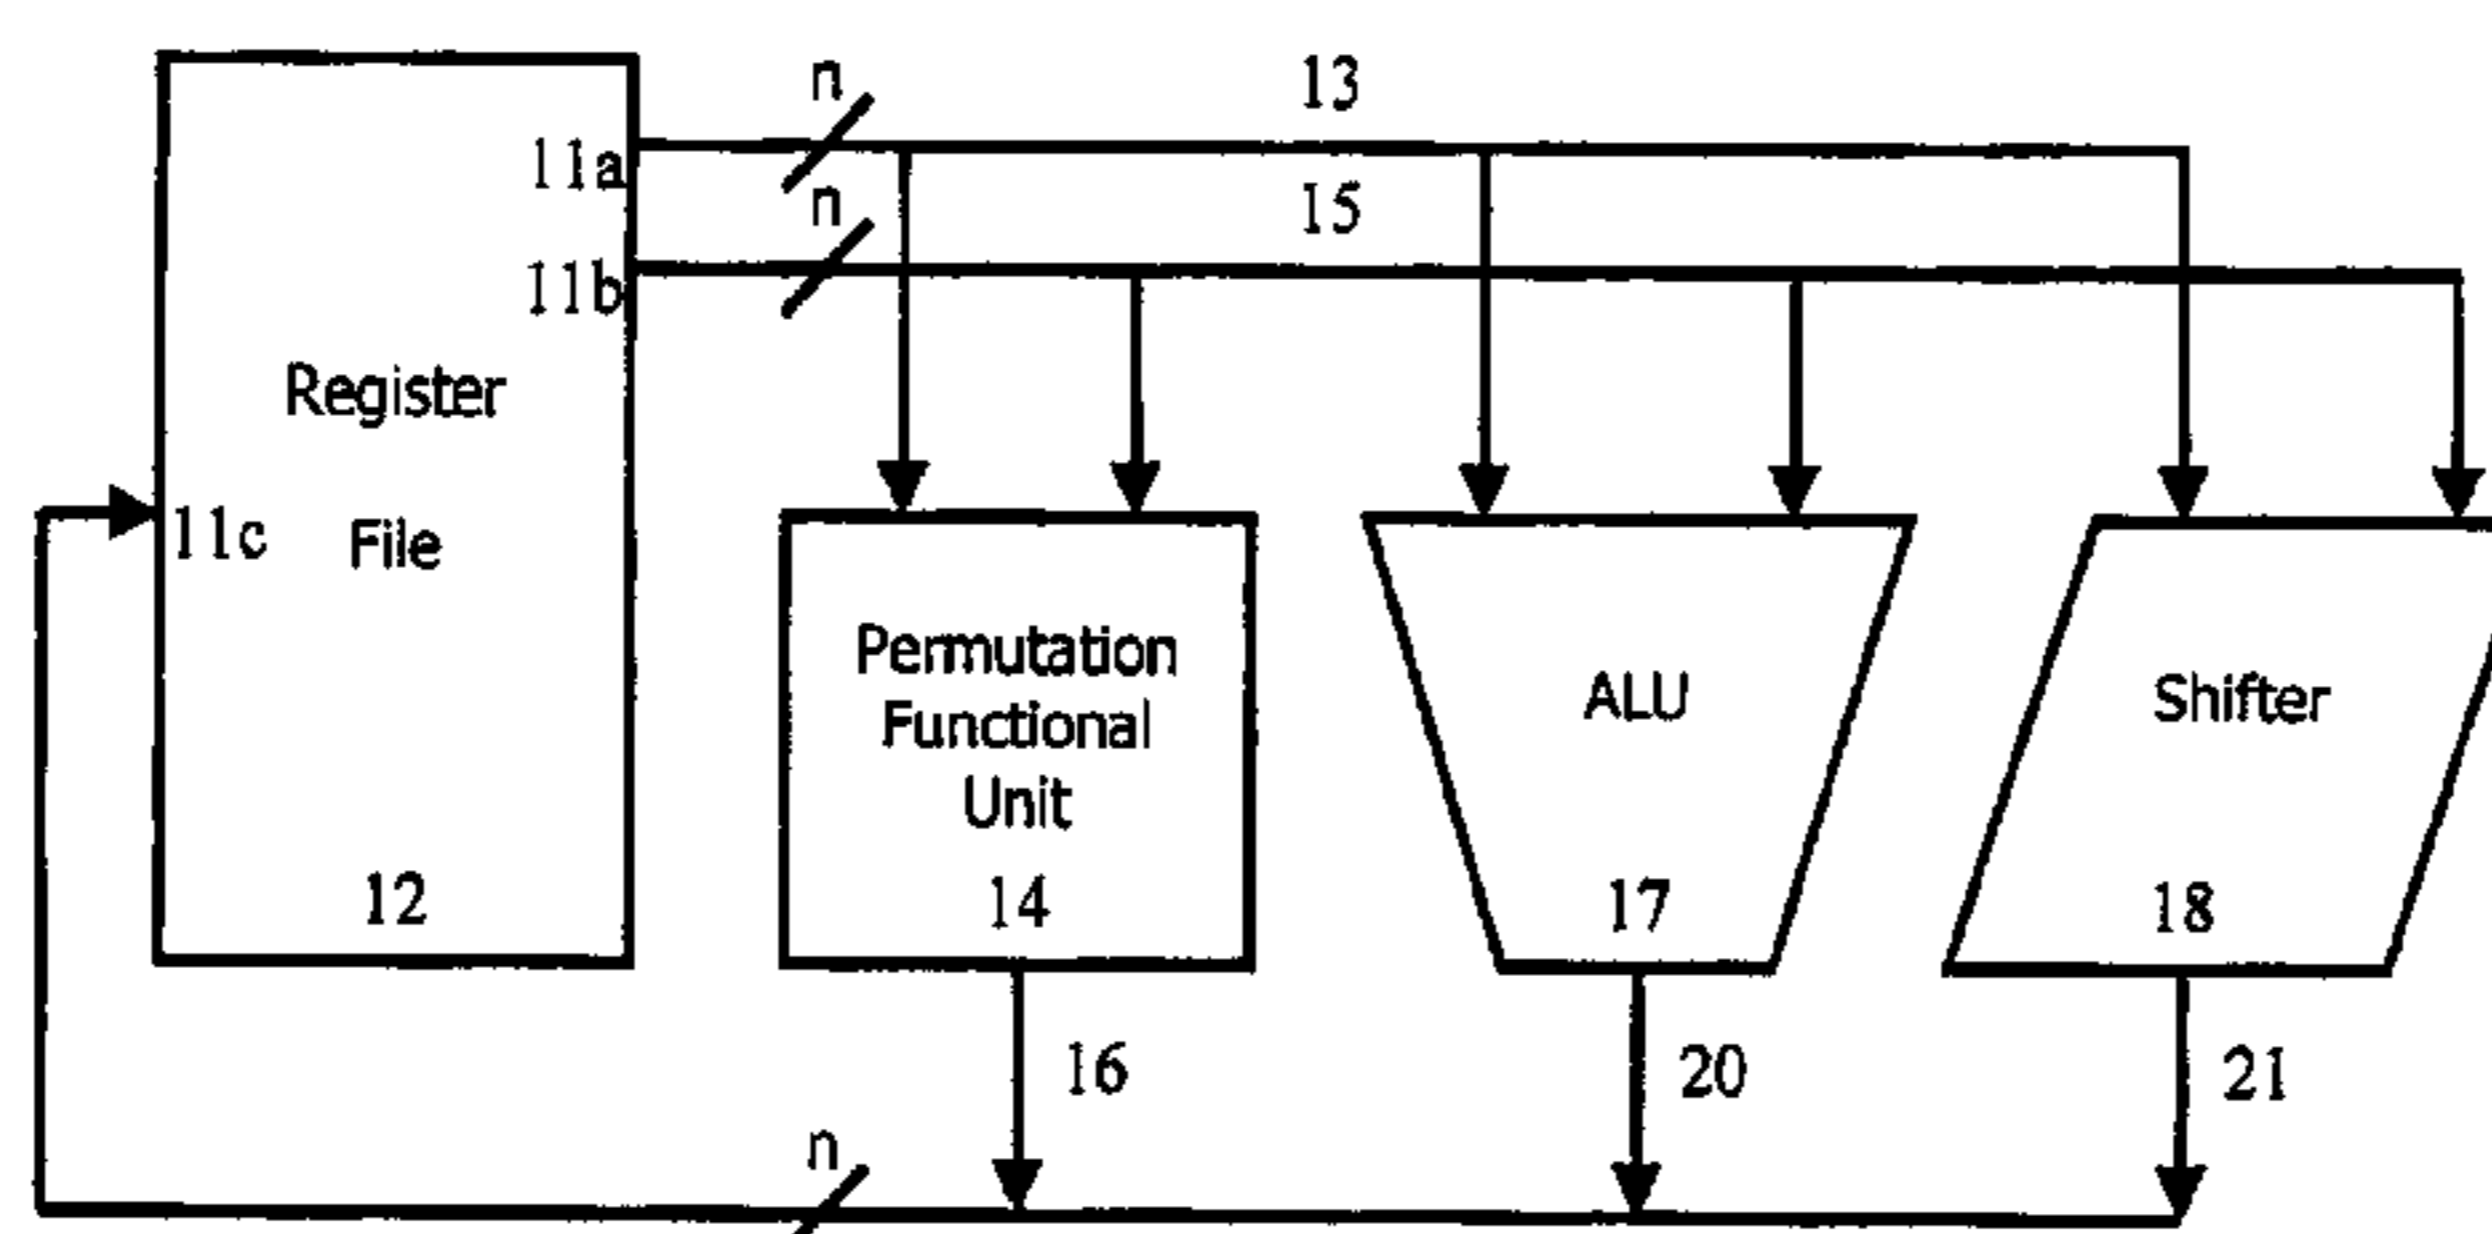 n
13
11a
n
15
11b
Register
File
11c
12
Permutation
Functional
Unit
14
ALU
17
Shifter
18
16
20
21
n